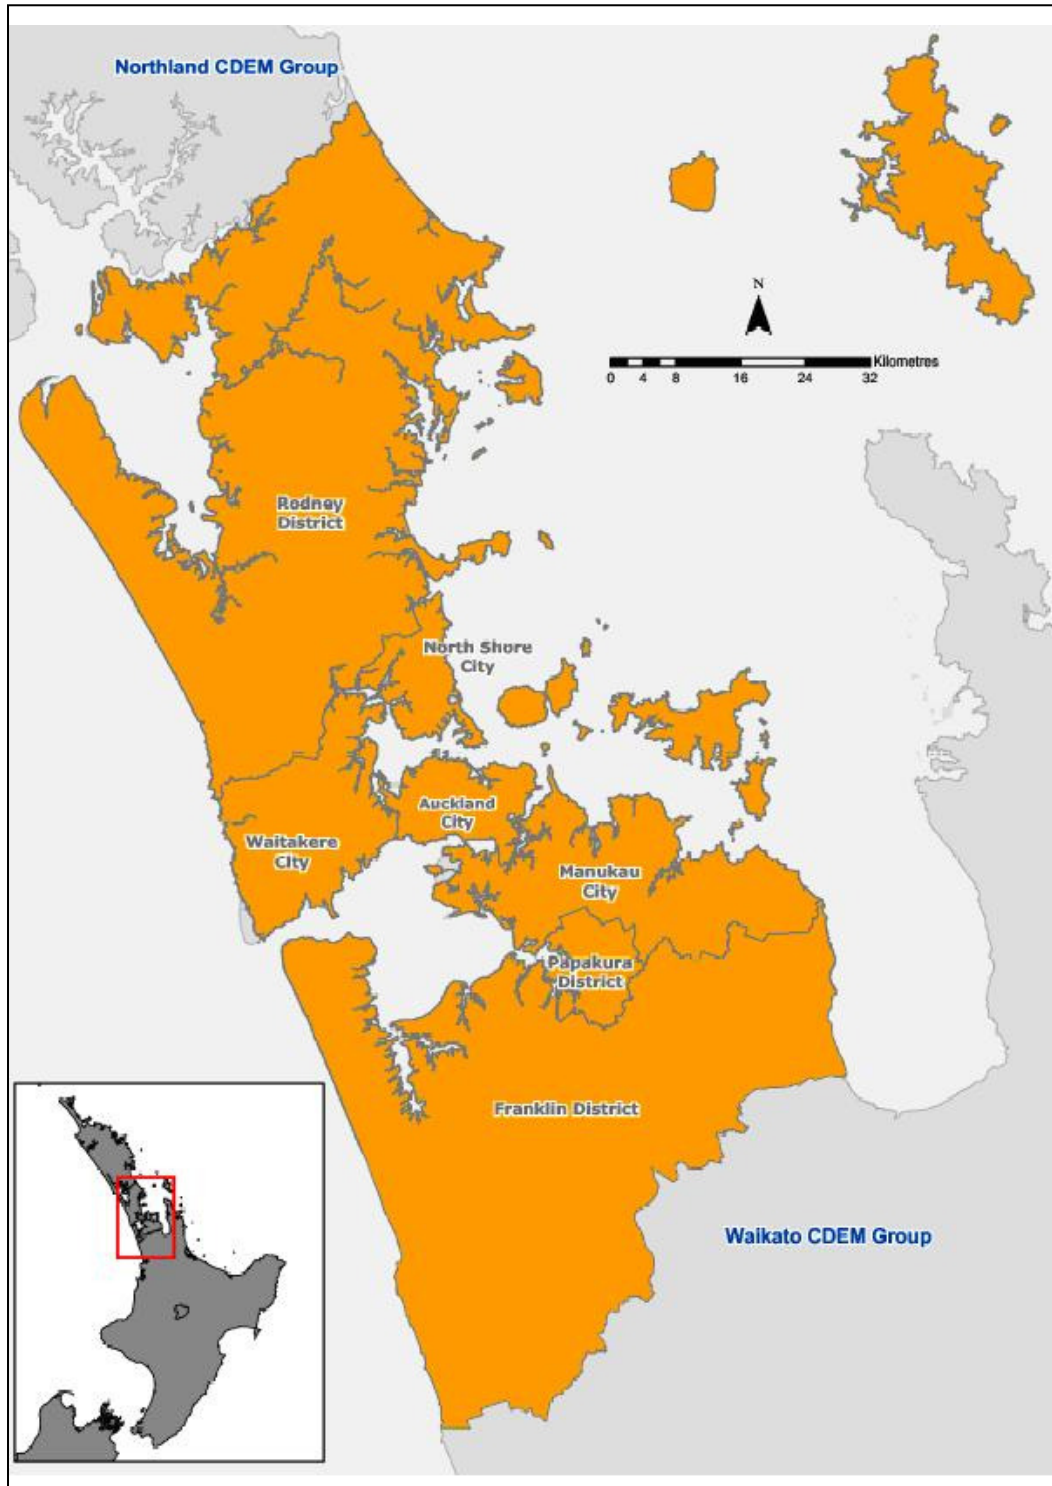 Northland CDEM Group
N
Kilometres
0 4 8 16 24 32
Rodney
District
North Shore
City
Auckland
City
Waitakere
City
Manukau
City
Papakura
District
Franklin District
Waikato CDEM Group